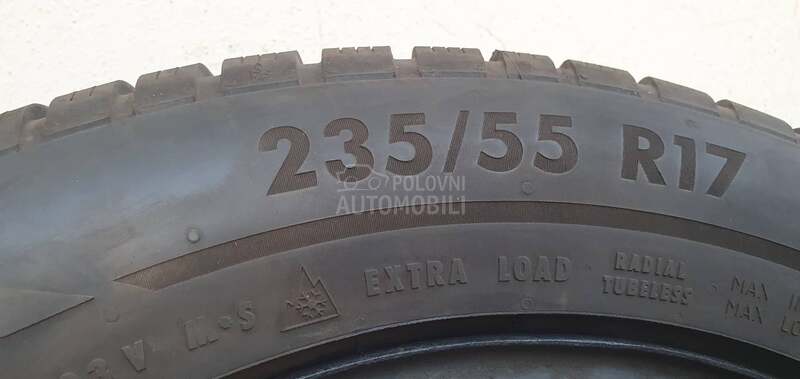 235/55 R17
POLOVNI
AUTOMOBILI
V M+S EXTRA LOAD RADIAL TUBELESS MAX
MAX